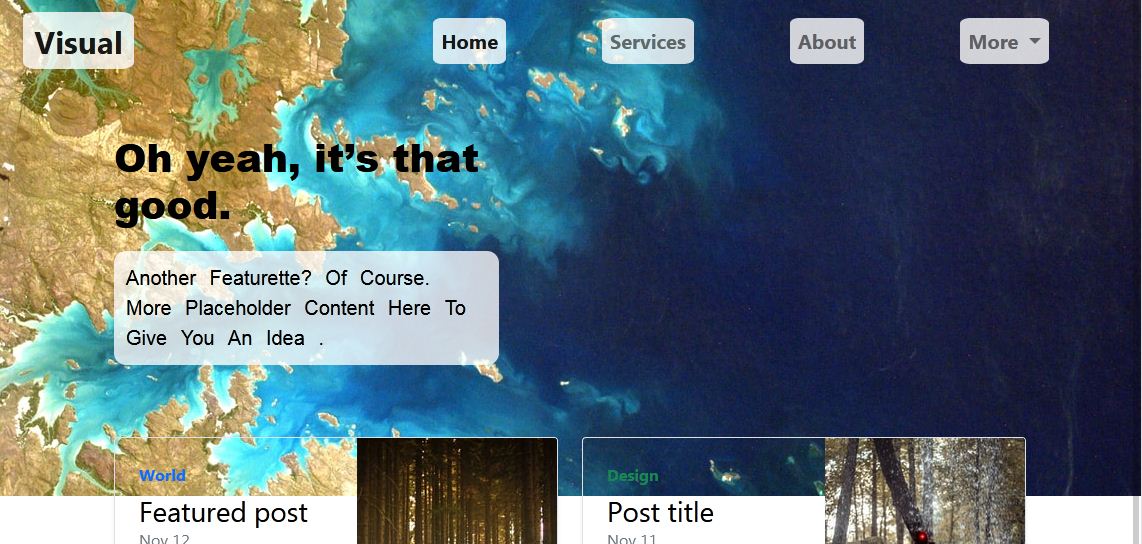 Visual
Home
Services
About
More
Oh yeah, it’s that
good.
Another Featurette? Of Course.
More Placeholder Content Here To
Give You An Idea .
World
Featured post
Nov 12
Design
Post title
Nov 11